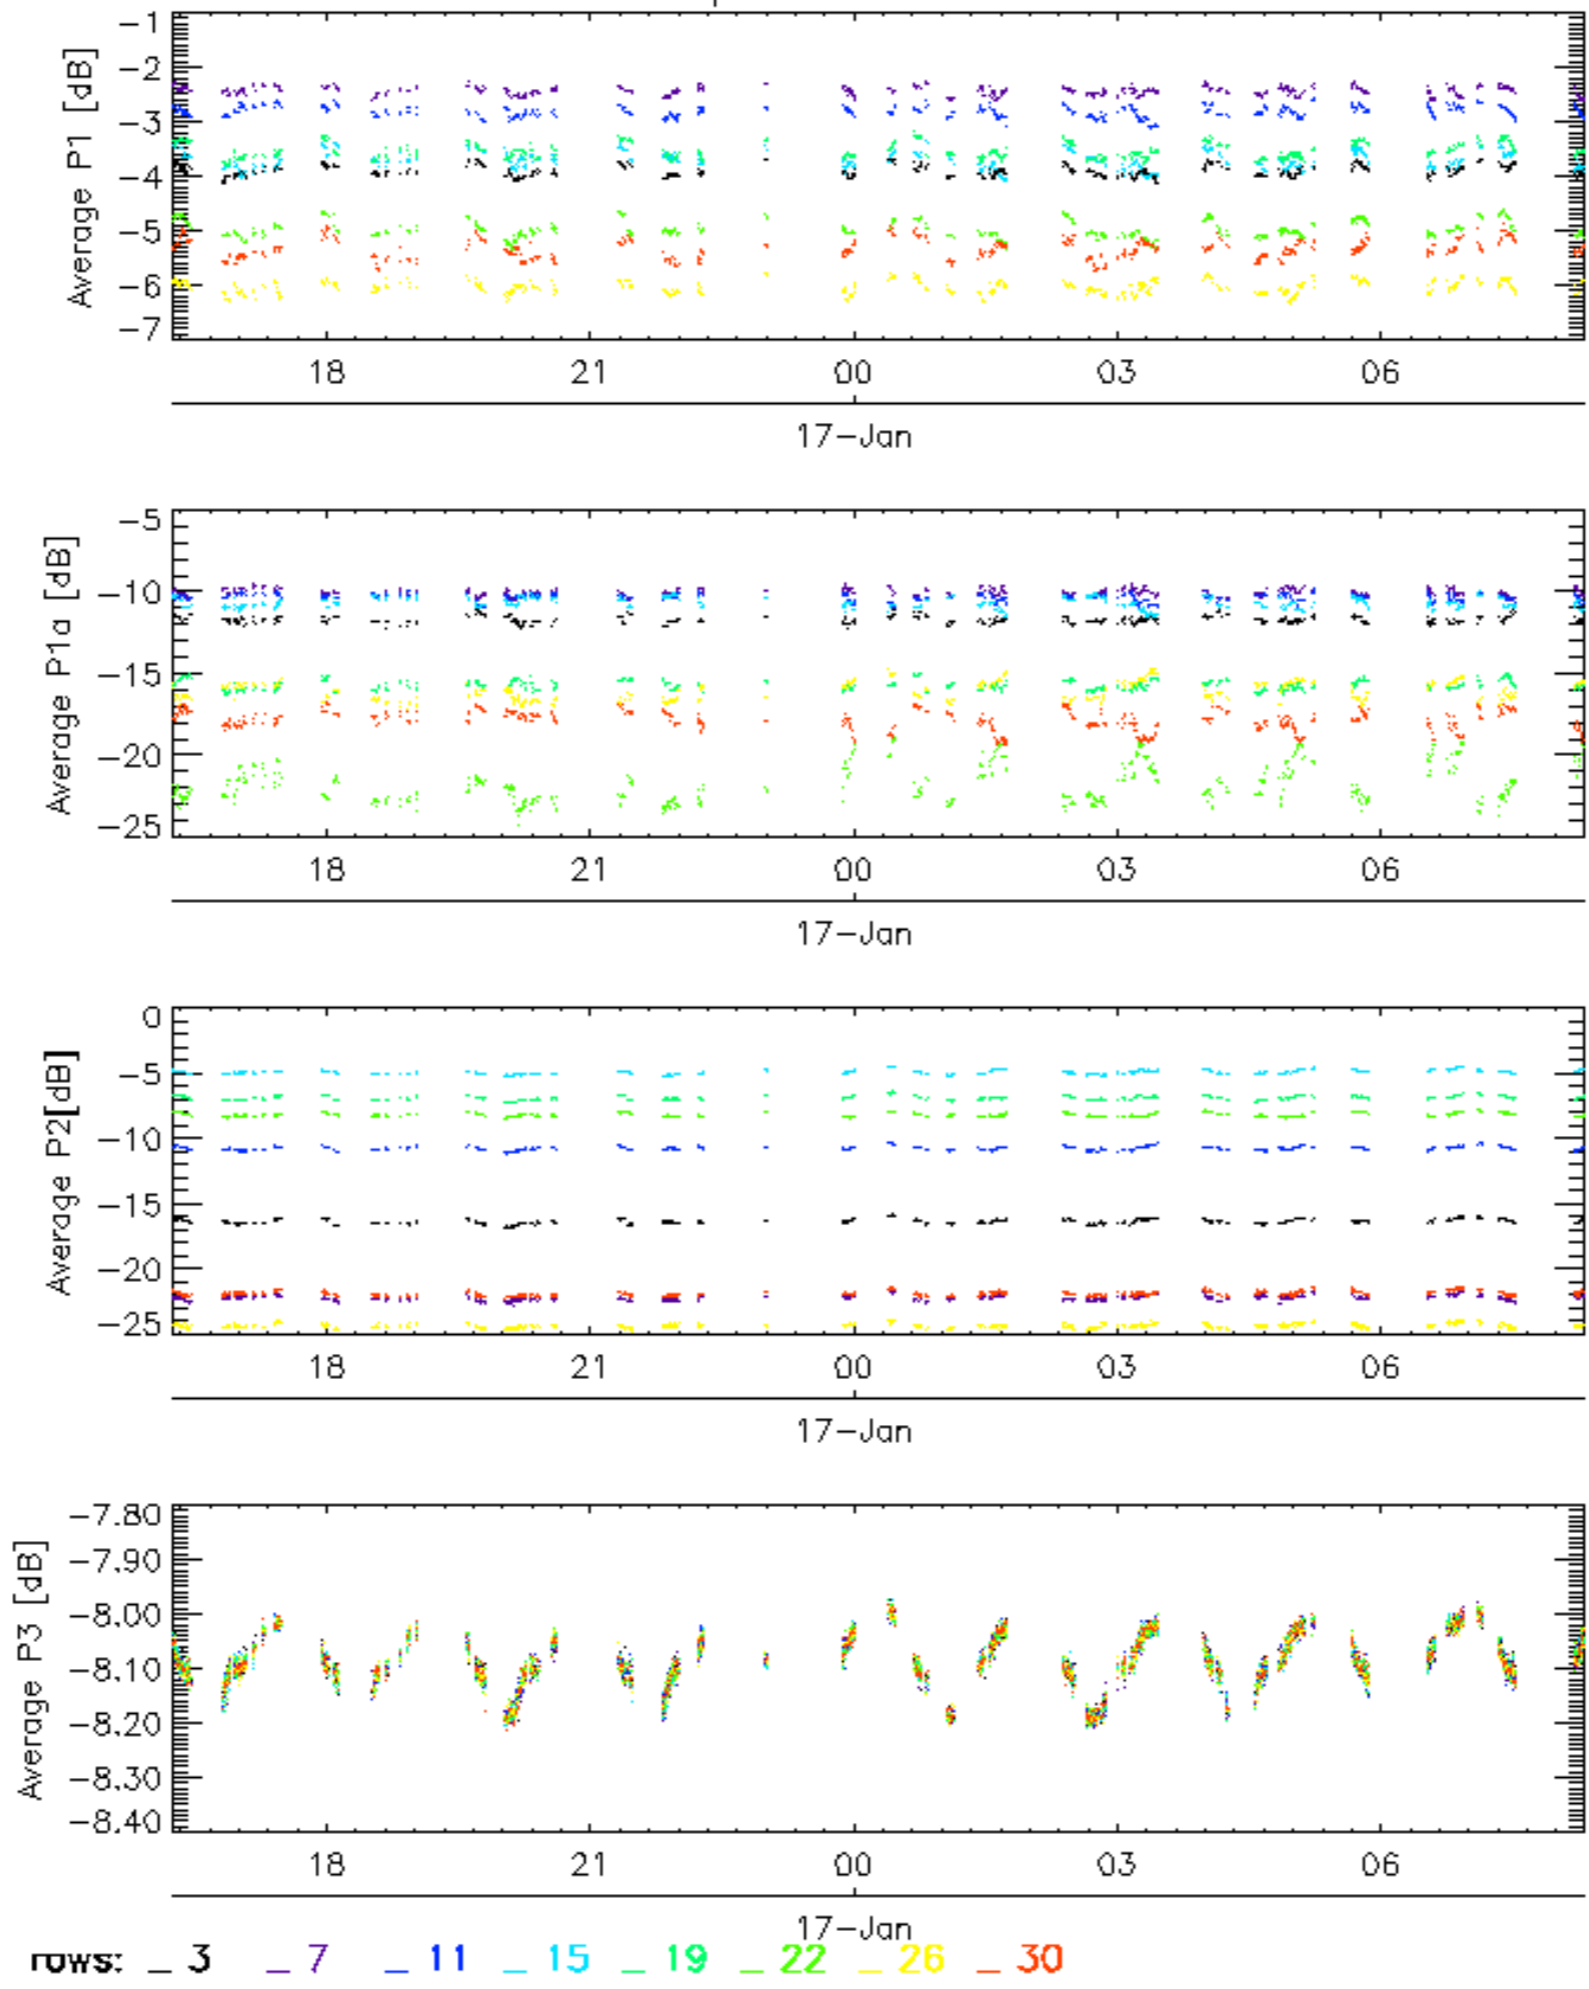 -1
-2
-3
-4
-5
-6
-7
Average P1 [dB]
18 21 00 03 06
17-Jan
-5
-10
-15
-20
-25
Average P1a [dB]
18 21 00 03 06
17-Jan
0
-5
-10
-15
-20
-25
Average P2[dB]
18 21 00 03 06
17-Jan
-7.80
-7.90
-8.00
-8.10
-8.20
-8.30
-8.40
Average P3 [dB]
18 21 00 03 06
17-Jan
rows: _ 3 _ 7 _ 11 _ 15 _ 19 _ 22 _ 26 _ 30